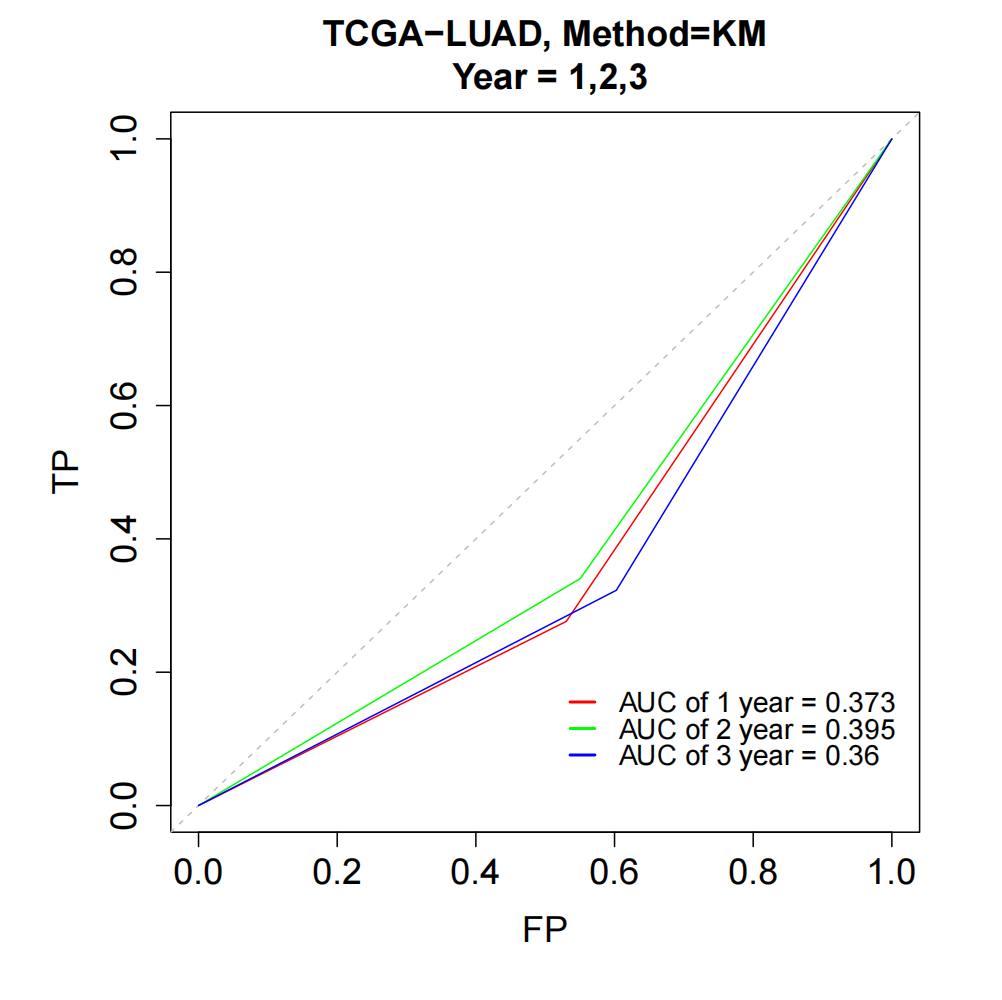 TCGA−LUAD, Method=KM
Year = 1,2,3
TP
1.0
0.8
0.6
0.4
0.2
0.0
AUC of 1 year = 0.373
AUC of 2 year = 0.395
AUC of 3 year = 0.36
0.0 0.2 0.4 0.6 0.8 1.0
FP